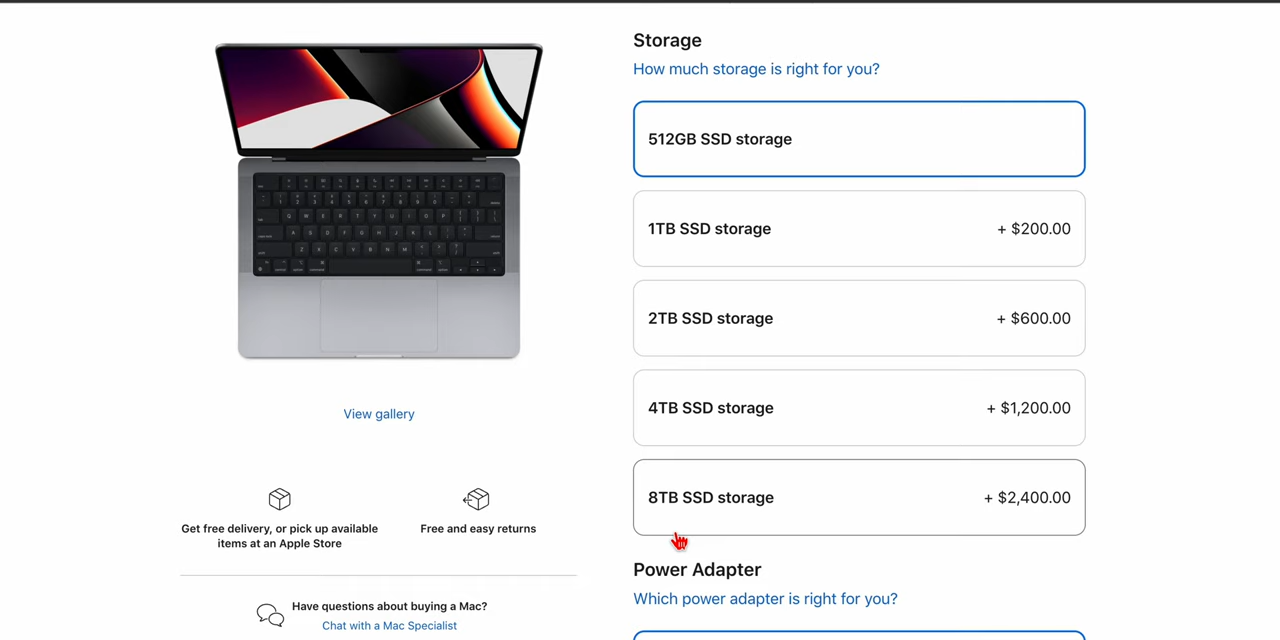 Storage
How much storage is right for you?
512GB SSD storage
1TB SSD storage + $200.00
2TB SSD storage + $600.00
4TB SSD storage + $1,200.00
8TB SSD storage + $2,400.00
Power Adapter
Which power adapter is right for you?
View gallery
Get free delivery, or pick up available
items at an Apple Store
Free and easy returns
Have questions about buying a Mac?
Chat with a Mac Specialist